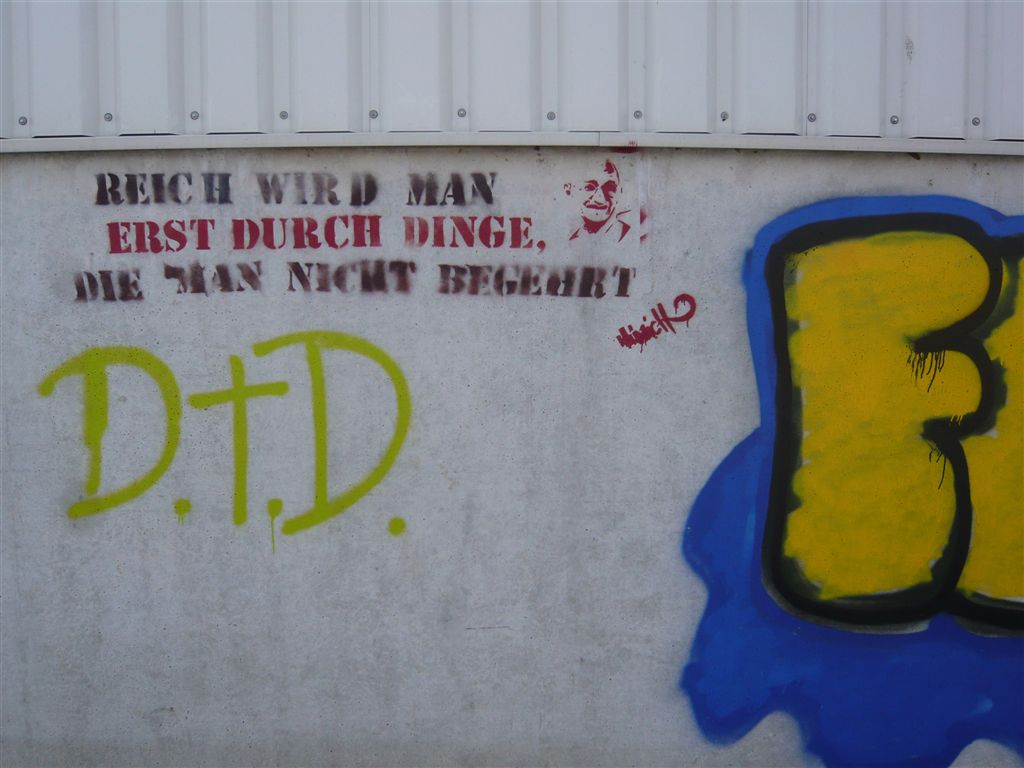 REICH WIRD MAN
ERST DURCH DINGE,
DIE MAN NICHT BEGEHRT
D.t.D.